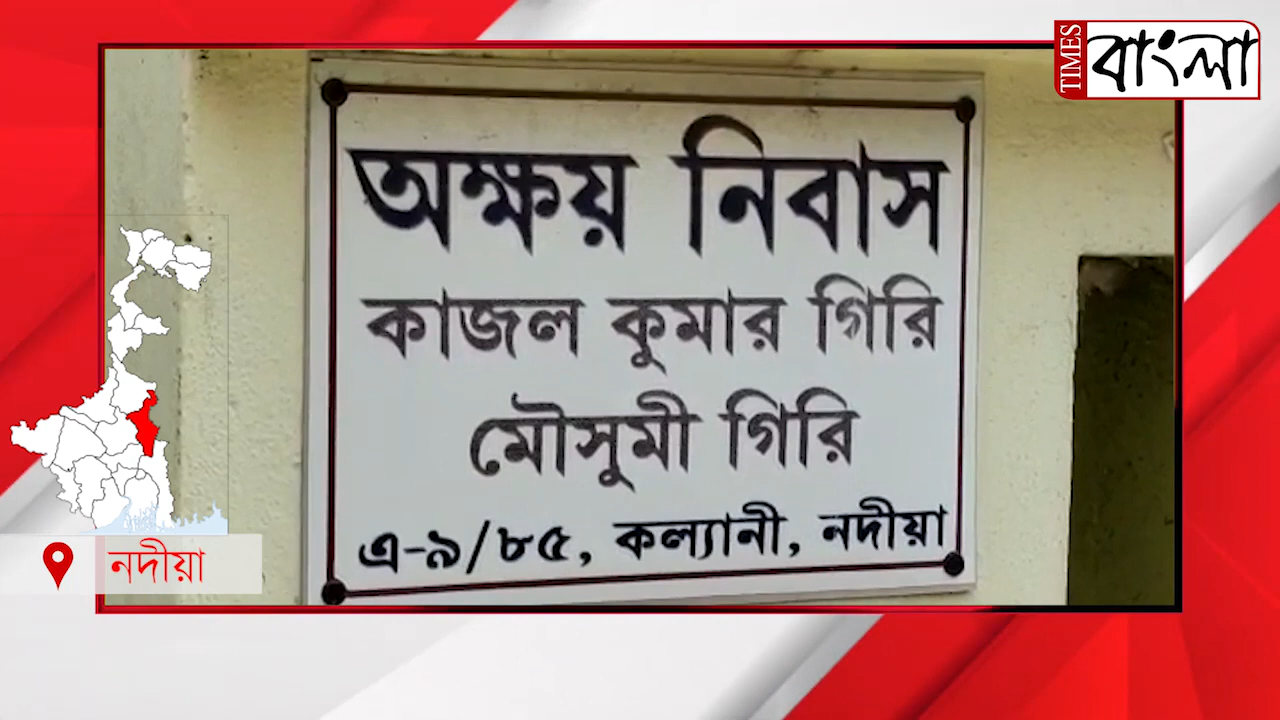 TIMES বাংলা
অক্ষয় নিবাস
কাজল কুমার গিরি
মৌসুমী গিরি
এ-৯/৮৫, কল্যানী, নদীয়া
নদীয়া